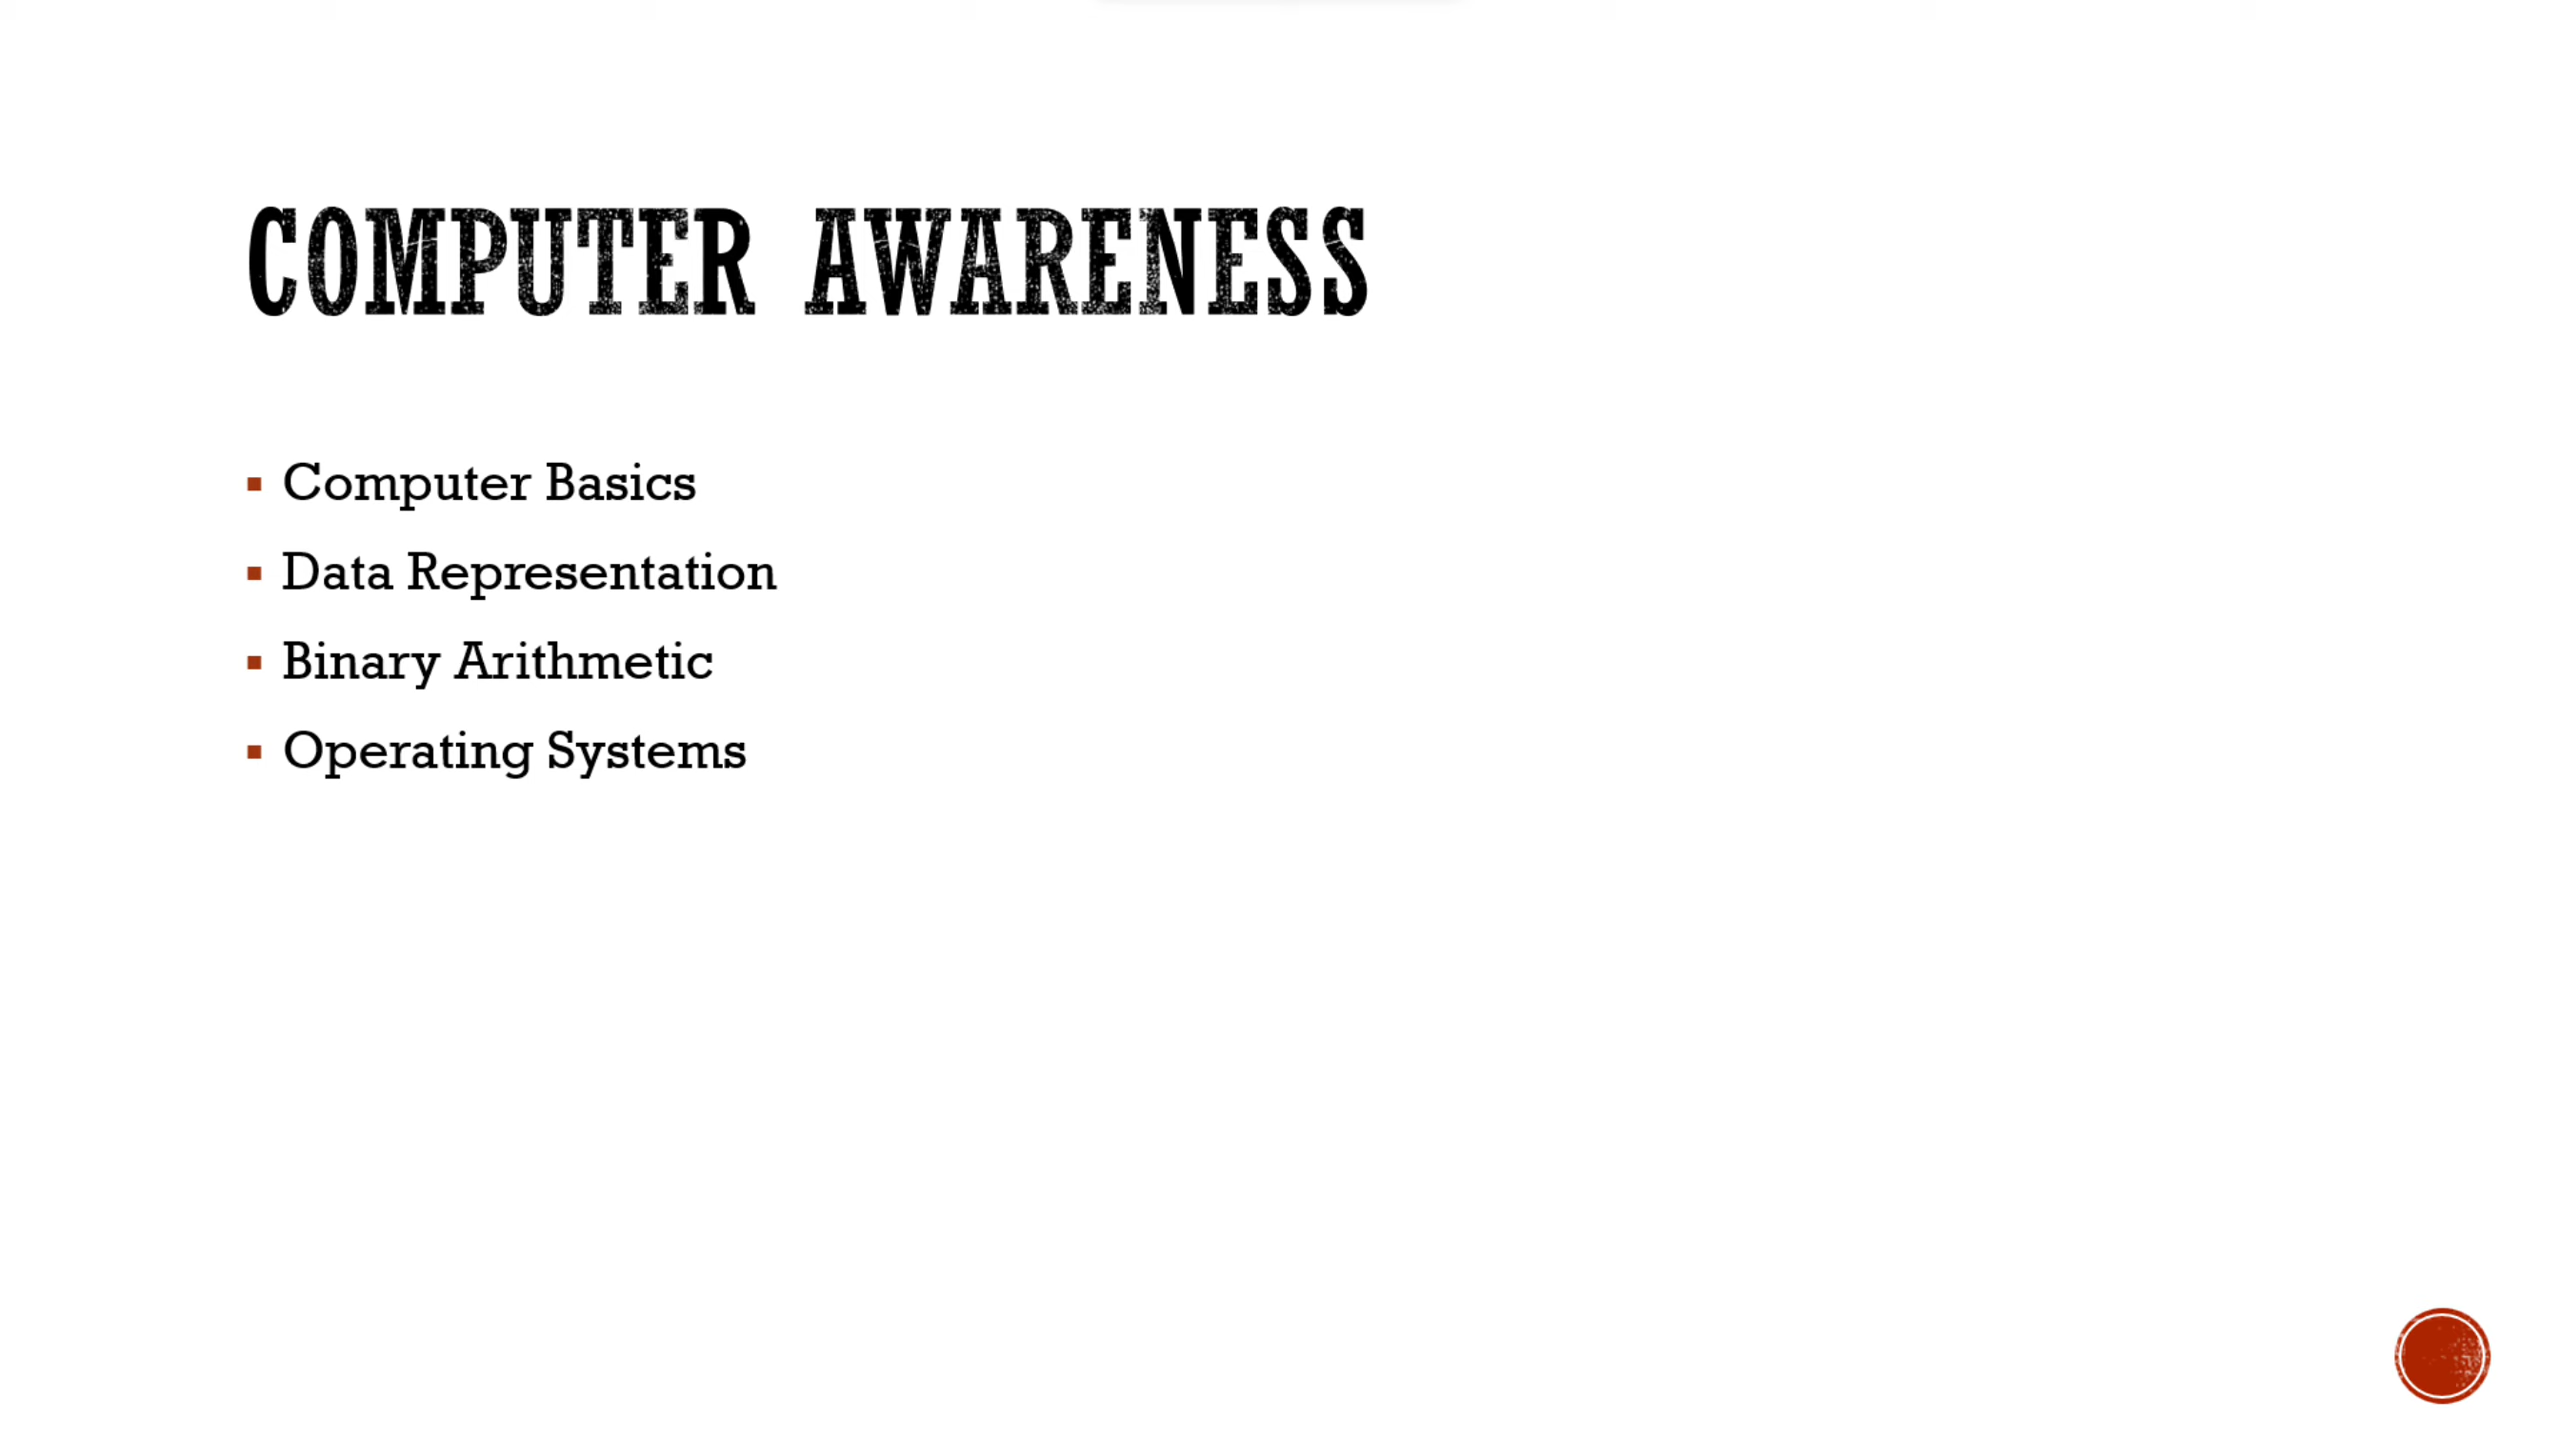 COMPUTER AWARENESS
Computer Basics
Data Representation
Binary Arithmetic
Operating Systems